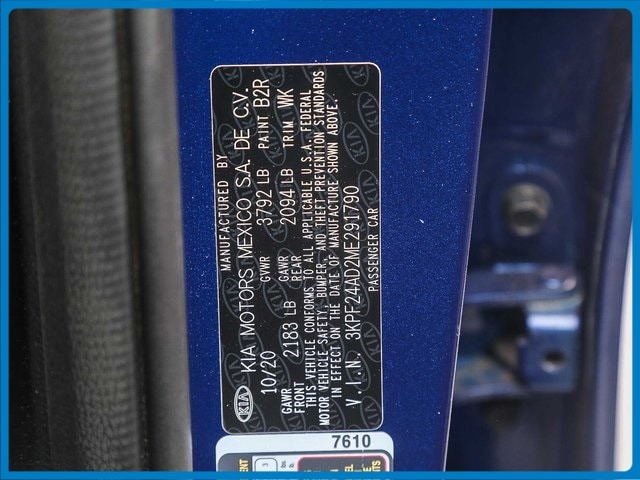 MANUFACTURED BY
KIA KIA MOTORS MEXICO S.A. DE C.V.
10/20 GVWR 3792 LB PAINT B2R
GAWR FRONT 2183 LB GAWR REAR 2094 LB TRIM WK
THIS VEHICLE CONFORMS TO ALL APPLICABLE U.S.A. FEDERAL
MOTOR VEHICLE SAFETY, BUMPER, AND THEFT PREVENTION STANDARDS
IN EFFECT ON THE DATE OF MANUFACTURE SHOWN ABOVE.
V.I.N. 3KPF24AD2ME291790
PASSENGER CAR
7610